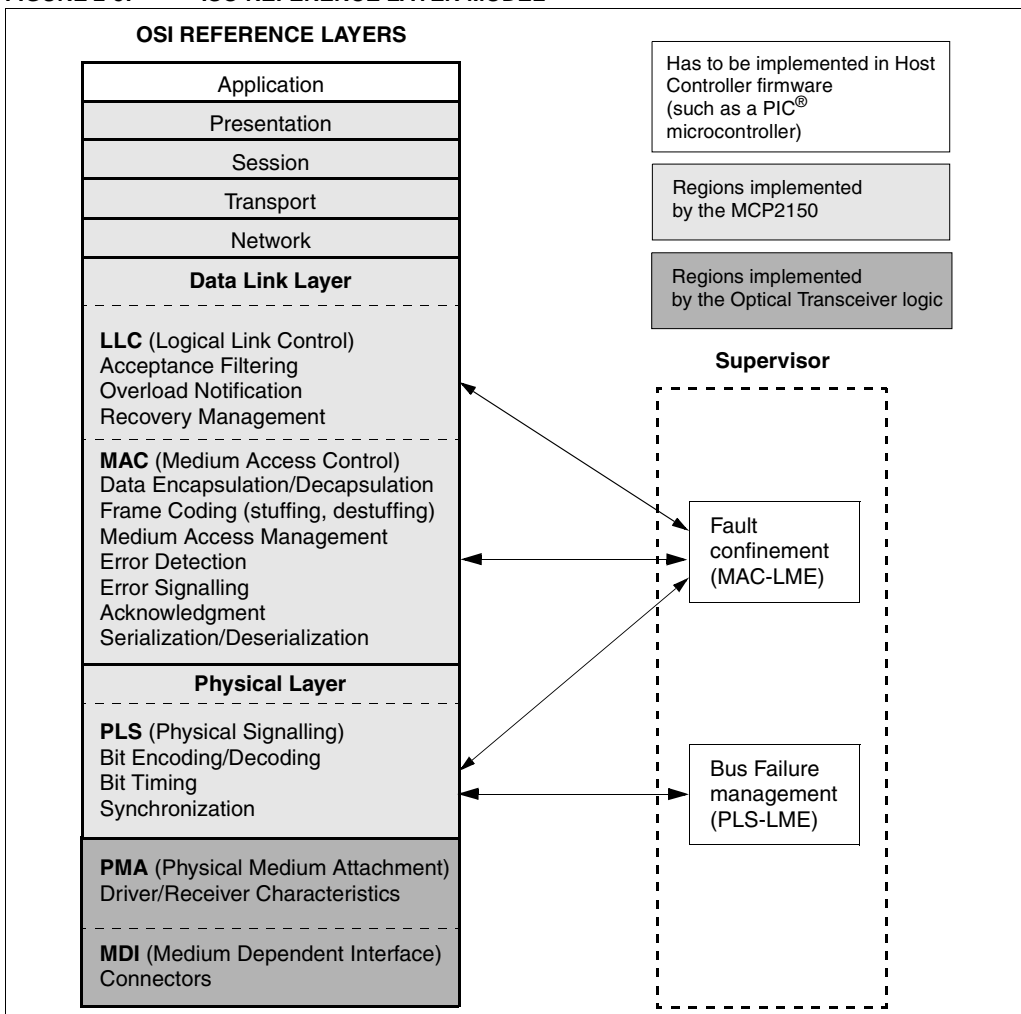 OSI REFERENCE LAYERS
Application
Presentation
Session
Transport
Network
Data Link Layer
LLC (Logical Link Control)
Acceptance Filtering
Overload Notification
Recovery Management
MAC (Medium Access Control)
Data Encapsulation/Decapsulation
Frame Coding (stuffing, destuffing)
Medium Access Management
Error Detection
Error Signalling
Acknowledgment
Serialization/Deserialization
Physical Layer
PLS (Physical Signalling)
Bit Encoding/Decoding
Bit Timing
Synchronization
PMA (Physical Medium Attachment)
Driver/Receiver Characteristics
MDI (Medium Dependent Interface)
Connectors
Has to be implemented in Host
Controller firmware
(such as a PIC®
microcontroller)
Regions implemented
by the MCP2150
Regions implemented
by the Optical Transceiver logic
Supervisor
Fault
confinement
(MAC-LME)
Bus Failure
management
(PLS-LME)